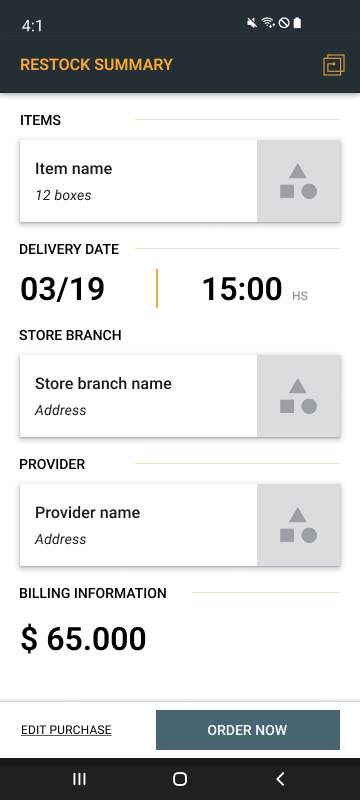 4:1
RESTOCK SUMMARY
ITEMS
Item name
12 boxes
DELIVERY DATE
03/19
15:00 HS
STORE BRANCH
Store branch name
Address
PROVIDER
Provider name
Address
BILLING INFORMATION
$ 65.000
EDIT PURCHASE
ORDER NOW